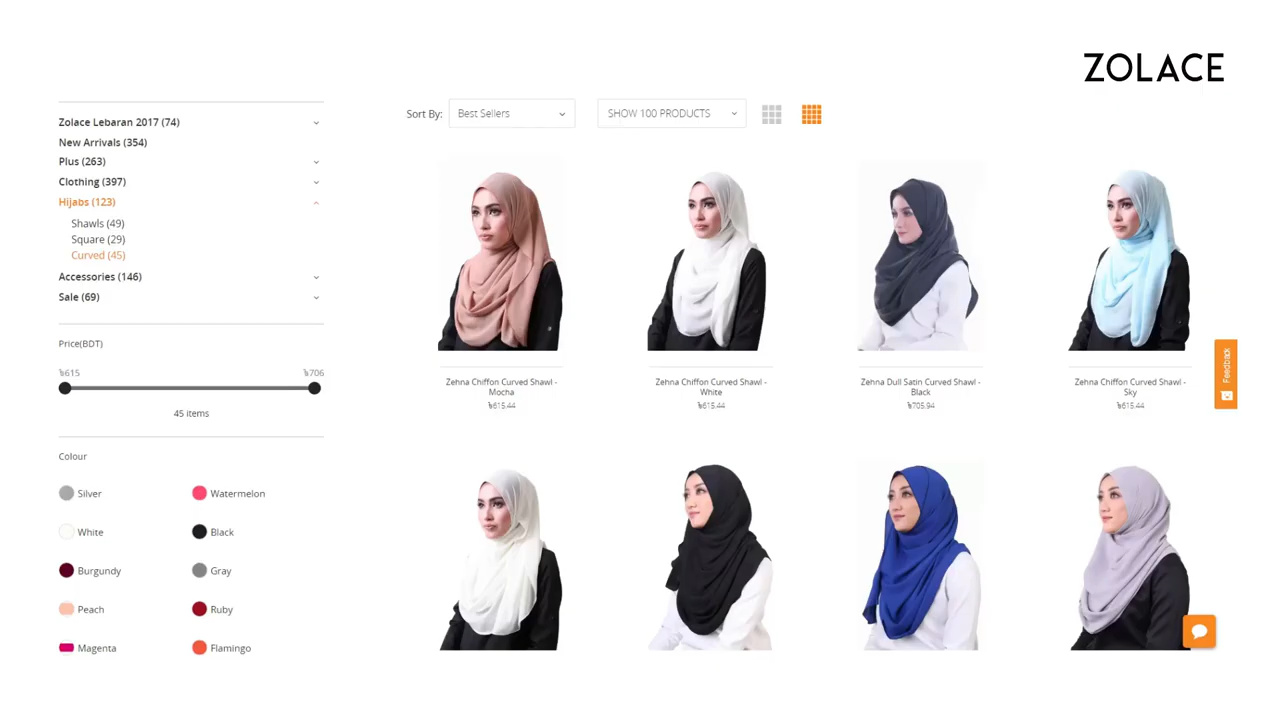 ZOLACE
Zolace Lebaran 2017 (74)
New Arrivals (354)
Plus (263)
Clothing (397)
Hijabs (123)
Shawls (49)
Square (29)
Curved (45)
Accessories (146)
Sale (69)
Price(BDT)
৳615
৳706
45 items
Colour
Silver
Watermelon
White
Black
Burgundy
Gray
Peach
Ruby
Magenta
Flamingo
Sort By:
Best Sellers
SHOW 100 PRODUCTS
Zehna Chiffon Curved Shawl -
Mocha
৳615.44
Zehna Chiffon Curved Shawl -
White
৳615.44
Zehna Dull Satin Curved Shawl -
Black
৳705.94
Zehna Chiffon Curved Shawl -
Sky
৳615.44
Feedback